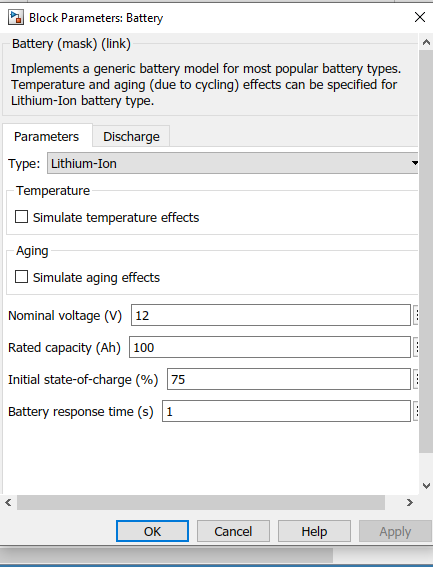 Block Parameters: Battery
Battery (mask) (link)
Implements a generic battery model for most popular battery types.
Temperature and aging (due to cycling) effects can be specified for
Lithium-Ion battery type.
Parameters Discharge
Type: Lithium-Ion
Temperature
Simulate temperature effects
Aging
Simulate aging effects
Nominal voltage (V) 12
Rated capacity (Ah) 100
Initial state-of-charge (%) 75
Battery response time (s) 1
OK Cancel Help Apply